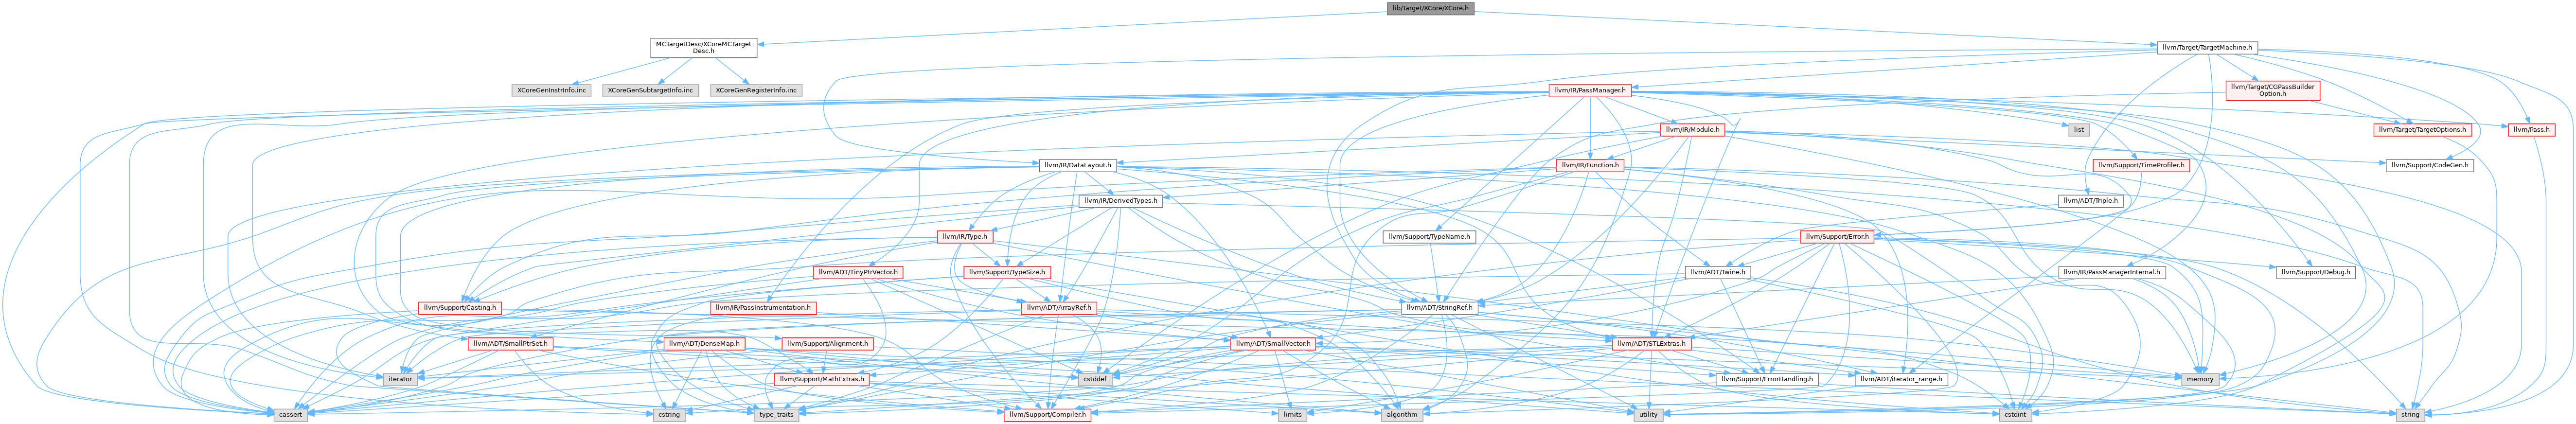 lib/Target/XCore/XCore.h
MCTargetDesc/XCoreMCTarget
Desc.h
llvm/Target/TargetMachine.h
XCoreGenInstrInfo.inc
XCoreGenSubtargetInfo.inc
XCoreGenRegisterInfo.inc
llvm/IR/PassManager.h
llvm/Target/CGPassBuilder
Option.h
llvm/IR/Module.h
list
llvm/Target/TargetOptions.h
llvm/Pass.h
llvm/IR/DataLayout.h
llvm/IR/Function.h
llvm/Support/TimeProfiler.h
llvm/Support/CodeGen.h
llvm/IR/DerivedTypes.h
llvm/ADT/Triple.h
llvm/IR/Type.h
llvm/Support/TypeName.h
llvm/Support/Error.h
llvm/ADT/TinyPtrVector.h
llvm/Support/TypeSize.h
llvm/ADT/Twine.h
llvm/IR/PassManagerInternal.h
llvm/Support/Debug.h
llvm/Support/Casting.h
llvm/IR/PassInstrumentation.h
llvm/ADT/ArrayRef.h
llvm/ADT/StringRef.h
llvm/ADT/SmallPtrSet.h
llvm/ADT/DenseMap.h
llvm/Support/Alignment.h
llvm/ADT/SmallVector.h
llvm/ADT/STLExtras.h
iterator
llvm/Support/MathExtras.h
cstddef
llvm/Support/ErrorHandling.h
llvm/ADT/iterator_range.h
memory
cassert
cstring
type_traits
llvm/Support/Compiler.h
limits
algorithm
utility
cstdint
string